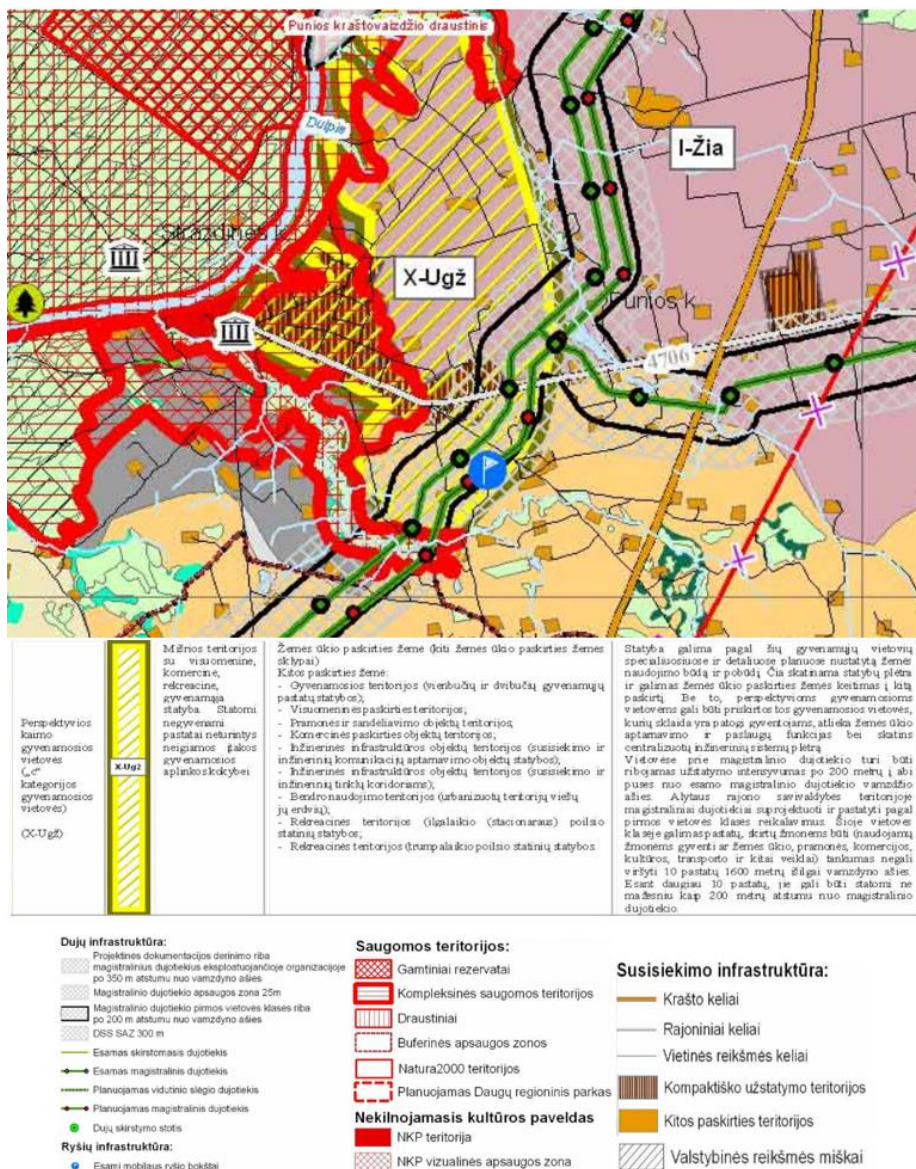 Punios kraštovaizdžio draustinis
Dulpis
I-Žia
X-Ugž
Punios k.
4706
Perspektyvios
kaimo
gyvenamosios
vietovės
(„c“
kategorijos
gyvenamosios
vietovės)
(X-Ugž)
X-Ugž
Mišrios teritorijos
su visuomenine,
komercine,
rekreacine,
gyvenamąja
statyba. Statomi
negyvenami
pastatai neturintys
neigiamos įtakos
gyvenamosios
aplinkos kokybei
Žemės ūkio paskirties žemė (kiti žemės ūkio paskirties žemės
sklypai)
Kitos paskirties žemė:
- Gyvenamosios teritorijos (vienbučių ir dvibučių gyvenamųjų
pastatų statybos);
- Visuomeninės paskirties teritorijos;
- Pramonės ir sandėliavimo objektų teritorijos;
- Komercinės paskirties objektų teritorijos;
- Inžinerinės infrastruktūros objektų teritorijos (susisiekimo ir
inžinerinių komunikacijų aptarnavimo objektų statybos);
- Inžinerinės infrastruktūros objektų teritorijos (susisiekimo ir
inžinerinių tinklų koridoriams);
- Bendro naudojimo teritorijos (urbanizuotų teritorijų viešų
jų erdvių);
- Rekreacinės teritorijos (ilgalaikio (stacionaraus) poilsio
statinių statybos;
- Rekreacinės teritorijos (trumpalaikio poilsio statinių statybos
Statyba galima pagal šių gyvenamųjų vietovių
specialiuosiuose ir detaliuose planuose nustatytą žemės
naudojimo būdą ir pobūdį. Čia skatinama statybų plėtra
ir galimas žemės ūkio paskirties žemės keitimas į kitą
paskirtį. Be to, perspektyvioms gyvenamosioms
vietovėms gali būti priskirtos tos gyvenamosios vietovės,
kurių sklaida yra patogi gyventojams, atlieka žemės ūkio
aptarnavimo ir paslaugų funkcijas bei skatins
centralizuotų inžinerinių sistemų plėtrą
Vietovėse prie magistralinio dujotiekio turi būti
ribojamas užstatymo intensyvumas po 200 metrų į abi
puses nuo esamo magistralinio dujotiekio vamzdžio
ašies. Alytaus rajono savivaldybės teritorijoje
magistraliniai dujotiekiai suprojektuoti ir pastatyti pagal
pirmos vietovės klasės reikalavimus. Šioje vietovės
klasėje galimas pastatų, skirtų žmonėms būti (naudojamų
žmonėms gyventi ar žemės ūkio, pramonės, komercijos,
kultūros, transporto ir kitai veiklai) tankumas negali
viršyti 10 pastatų 1600 metrų išilgai vamzdyno ašies.
Esant daugiau 10 pastatų, jie gali būti statomi ne
mažesniu kaip 200 metrų atstumu nuo magistralinio
dujotiekio.
Dujų infrastruktūra:
Projektinės dokumentacijos derinimo riba
magistralinius dujotiekius eksploatuojančioje organizacijoje
po 350 m atstumu nuo vamzdyno ašies
Magistralinio dujotiekio apsaugos zona 25m
Magistralinio dujotiekio pirmos vietovės klasės riba
po 200 m atstumu nuo vamzdyno ašies
DSS SAZ 300 m
Esamas skirstomasis dujotiekis
Esamas magistralinis dujotiekis
Planuojamas vidutinio slėgio dujotiekis
Planuojamas magistralinis dujotiekis
Dujų skirstymo stotis
Ryšių infrastruktūra:
Esami mobilaus ryšio bokštai
Saugomos teritorijos:
Gamtiniai rezervatai
Kompleksinės saugomos teritorijos
Draustiniai
Buferinės apsaugos zonos
Natura2000 teritorijos
Planuojamas Daugų regioninis parkas
Nekilnojamasis kultūros paveldas
NKP teritorija
NKP vizualinės apsaugos zona
Susisiekimo infrastruktūra:
Krašto keliai
Rajoniniai keliai
Vietinės reikšmės keliai
Kompaktiško užstatymo teritorijos
Kitos paskirties teritorijos
Valstybinės reikšmės miškai